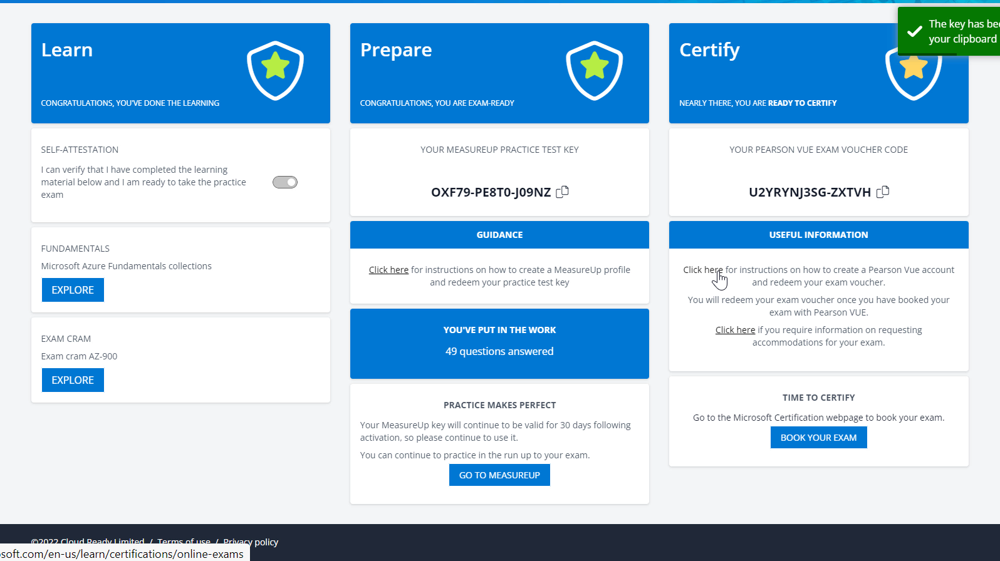 Learn
CONGRATULATIONS, YOU'VE DONE THE LEARNING
SELF-ATTESTATION
I can verify that I have completed the learning
material below and I am ready to take the practice
exam
FUNDAMENTALS
Microsoft Azure Fundamentals collections
EXPLORE
EXAM CRAM
Exam cram AZ-900
EXPLORE
Prepare
CONGRATULATIONS, YOU ARE EXAM-READY
YOUR MEASUREUP PRACTICE TEST KEY
OXF79-PE8T0-J09NZ
GUIDANCE
Click here for instructions on how to create a MeasureUp profile
and redeem your practice test key
YOU'VE PUT IN THE WORK
49 questions answered
PRACTICE MAKES PERFECT
Your MeasureUp key will continue to be valid for 30 days following
activation, so please continue to use it.
You can continue to practice in the run up to your exam.
GO TO MEASUREUP
Certify
NEARLY THERE, YOU ARE READY TO CERTIFY
The key has
your clipboard
YOUR PEARSON VUE EXAM VOUCHER CODE
U2YRYNJ3SG-ZXTVH
USEFUL INFORMATION
Click here for instructions on how to create a Pearson Vue account
and redeem your exam voucher.
You will redeem your exam voucher once you have booked your
exam with Pearson VUE.
Click here if you require information on requesting
accommodations for your exam.
TIME TO CERTIFY
Go to the Microsoft Certification webpage to book your exam.
BOOK YOUR EXAM
©2022 Cloud Ready Limited / Terms of use / Privacy policy
soft.com/en-us/learn/certifications/online-exams